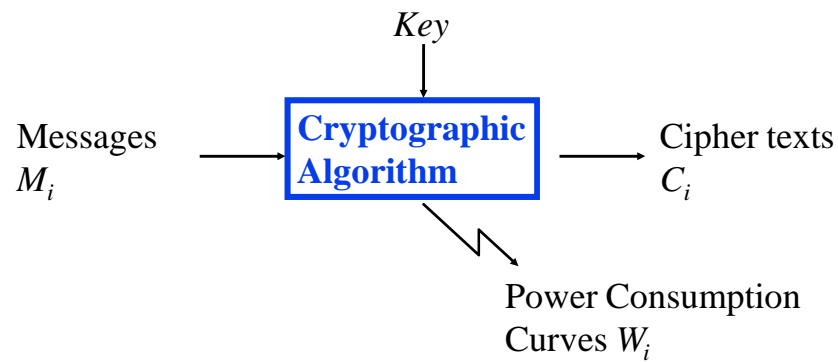 Key
Messages
M_i
Cryptographic
Algorithm
Cipher texts
C_i
Power Consumption
Curves W_i